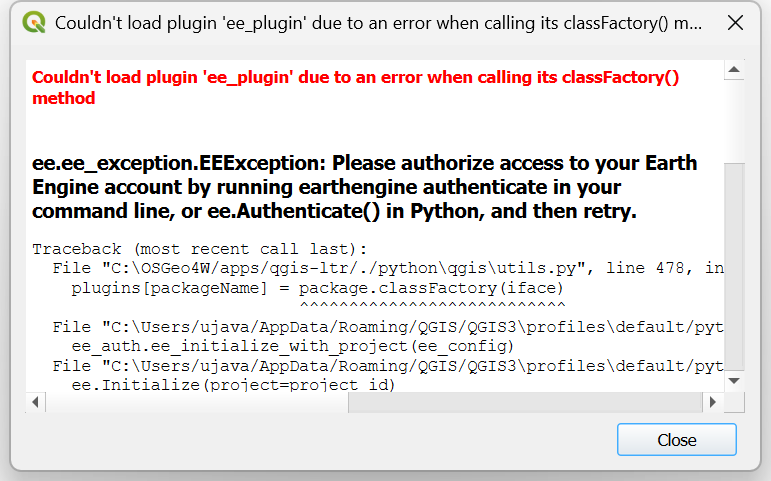 Couldn't load plugin 'ee_plugin' due to an error when calling its classFactory() m...
Couldn't load plugin 'ee_plugin' due to an error when calling its classFactory()
method
ee.ee_exception.EEException: Please authorize access to your Earth
Engine account by running earthengine authenticate in your
command line, or ee.Authenticate() in Python, and then retry.
Traceback (most recent call last):
  File "C:\OSGeo4W/apps/qgis-ltr/./python\qgis\utils.py", line 478, in
    plugins[packageName] = package.classFactory(iface)
                           ^^^^^^^^^^^^^^^^^^^^^^^^^^^
  File "C:\Users/ujava/AppData/Roaming/QGIS/QGIS3\profiles\default/pyt
    ee_auth.ee_initialize_with_project(ee_config)
  File "C:\Users/ujava/AppData/Roaming/QGIS/QGIS3\profiles\default/pyt
    ee.Initialize(project=project_id)
Close